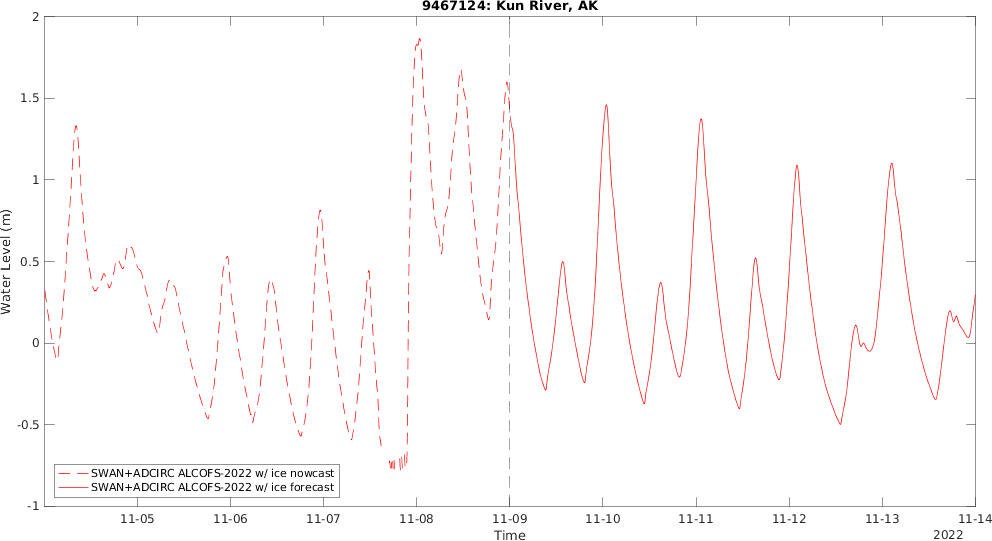 9467124: Kun River, AK
2
1.5
1
0.5
0
-0.5
-1
Water Level (m)
SWAN+ADCIRC ALCOFS-2022 w/ ice nowcast
SWAN+ADCIRC ALCOFS-2022 w/ ice forecast
11-05 11-06 11-07 11-08 11-09 11-10 11-11 11-12 11-13 11-14
Time
2022